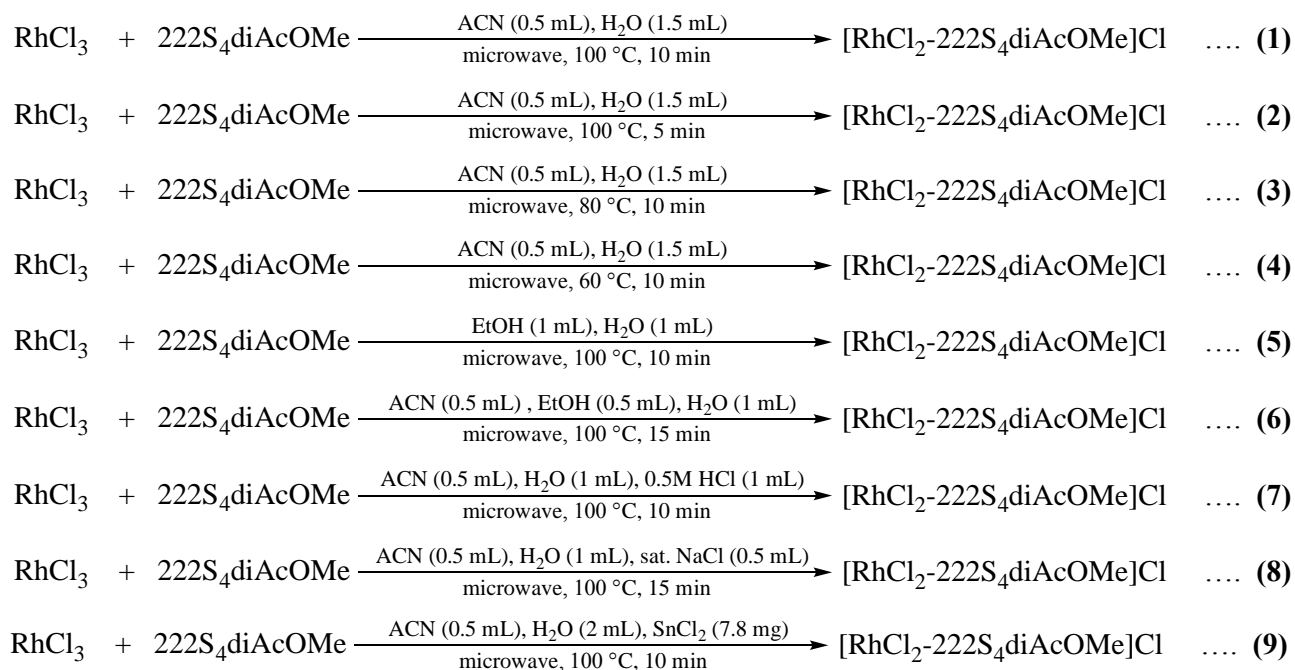 RhCl3 + 222S4diAcOMe ACN (0.5 mL), H2O (1.5 mL) microwave, 100 °C, 10 min [RhCl2-222S4diAcOMe]Cl .... (1)
RhCl3 + 222S4diAcOMe ACN (0.5 mL), H2O (1.5 mL) microwave, 100 °C, 5 min [RhCl2-222S4diAcOMe]Cl .... (2)
RhCl3 + 222S4diAcOMe ACN (0.5 mL), H2O (1.5 mL) microwave, 80 °C, 10 min [RhCl2-222S4diAcOMe]Cl .... (3)
RhCl3 + 222S4diAcOMe ACN (0.5 mL), H2O (1.5 mL) microwave, 60 °C, 10 min [RhCl2-222S4diAcOMe]Cl .... (4)
RhCl3 + 222S4diAcOMe EtOH (1 mL), H2O (1 mL) microwave, 100 °C, 10 min [RhCl2-222S4diAcOMe]Cl .... (5)
RhCl3 + 222S4diAcOMe ACN (0.5 mL) , EtOH (0.5 mL), H2O (1 mL) microwave, 100 °C, 15 min [RhCl2-222S4diAcOMe]Cl .... (6)
RhCl3 + 222S4diAcOMe ACN (0.5 mL), H2O (1 mL), 0.5M HCl (1 mL) microwave, 100 °C, 10 min [RhCl2-222S4diAcOMe]Cl .... (7)
RhCl3 + 222S4diAcOMe ACN (0.5 mL), H2O (1 mL), sat. NaCl (0.5 mL) microwave, 100 °C, 15 min [RhCl2-222S4diAcOMe]Cl .... (8)
RhCl3 + 222S4diAcOMe ACN (0.5 mL), H2O (2 mL), SnCl2 (7.8 mg) microwave, 100 °C, 10 min [RhCl2-222S4diAcOMe]Cl .... (9)